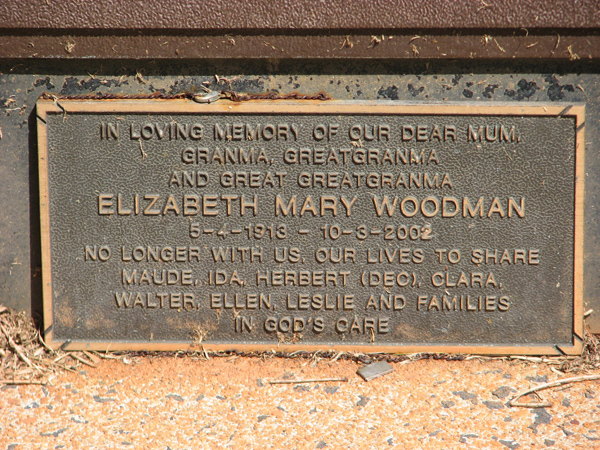 IN LOVING MEMORY OF OUR DEAR MUM,
GRANMA, GREATGRANMA
AND GREAT GREATGRANMA
ELIZABETH MARY WOODMAN
5-4-1913 - 10-3-2002
NO LONGER WITH US, OUR LIVES TO SHARE
MAUDE, IDA, HERBERT (DEC), CLARA,
WALTER, ELLEN, LESLIE AND FAMILIES
IN GOD'S CARE